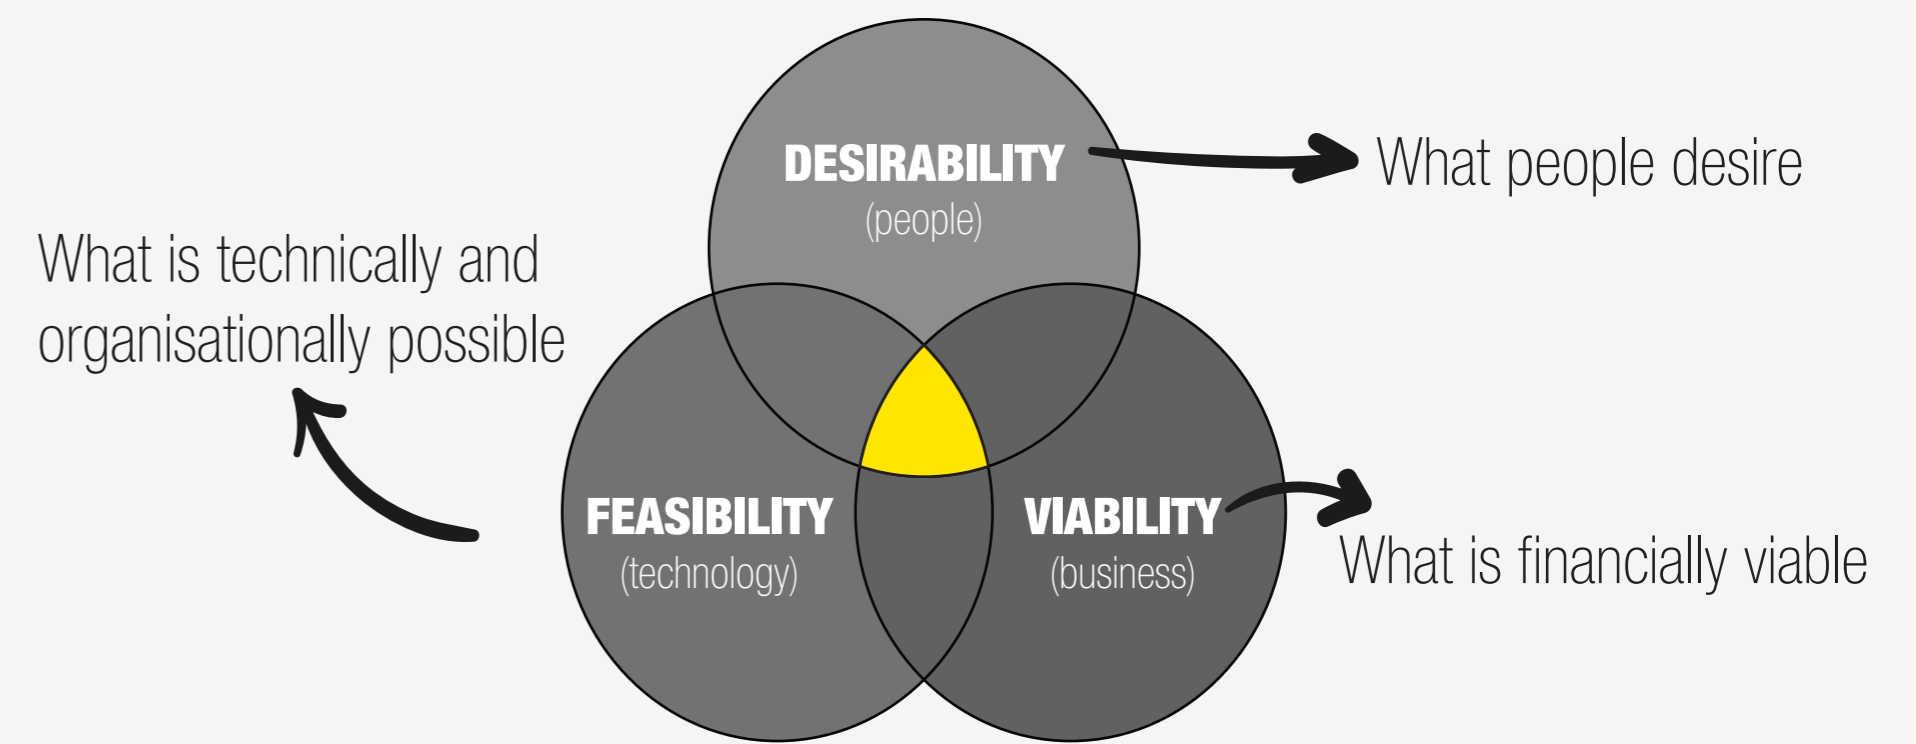 DESIRABILITY
(people)
What people desire
What is technically and
organisationally possible
FEASIBILITY
(technology)
VIABILITY
(business)
What is financially viable